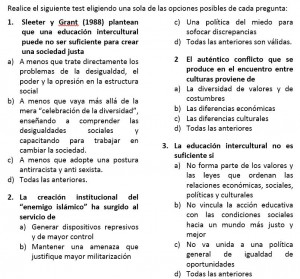 Realice el siguiente test eligiendo una sola de las opciones posibles de cada pregunta:
1. Sleeter y Grant (1988) plantean
que una educación intercultural
puede no ser suficiente para crear
una sociedad justa
a) A menos que trate directamente los
problemas de la desigualdad, el
poder y la opresión en la estructura
social
b) A menos que vaya más allá de la
mera "celebración de la diversidad",
enseñando a comprender las
desigualdades sociales y
capacitando para trabajar en
cambiar la sociedad.
c) A menos que adopte una postura
antirracista y anti sexista.
d) Todas las anteriores.
2. La creación institucional del
"enemigo islámico" ha surgido al
servicio de
a) Generar dispositivos represivos
y de mayor control
b) Mantener una amenaza que
justifique mayor militarización
c) Una política del miedo para
sofocar discrepancias
d) Todas las anteriores son válidas.
2 El auténtico conflicto que se
produce en el encuentro entre
culturas proviene de
a) La diversidad de valores y de
costumbres
b) Las diferencias económicas
c) Las diferencias culturales
d) Todas las anteriores
3. La educación intercultural no es
suficiente si
a) No forma parte de los valores y
las leyes que ordenan las
relaciones económicas, sociales,
políticas y culturales
b) No vincula la acción educativa
con las condiciones sociales
hacia un mundo más justo y
mejor
c) No va unida a una política
general de igualdad de
oportunidades
d) Todas las anteriores